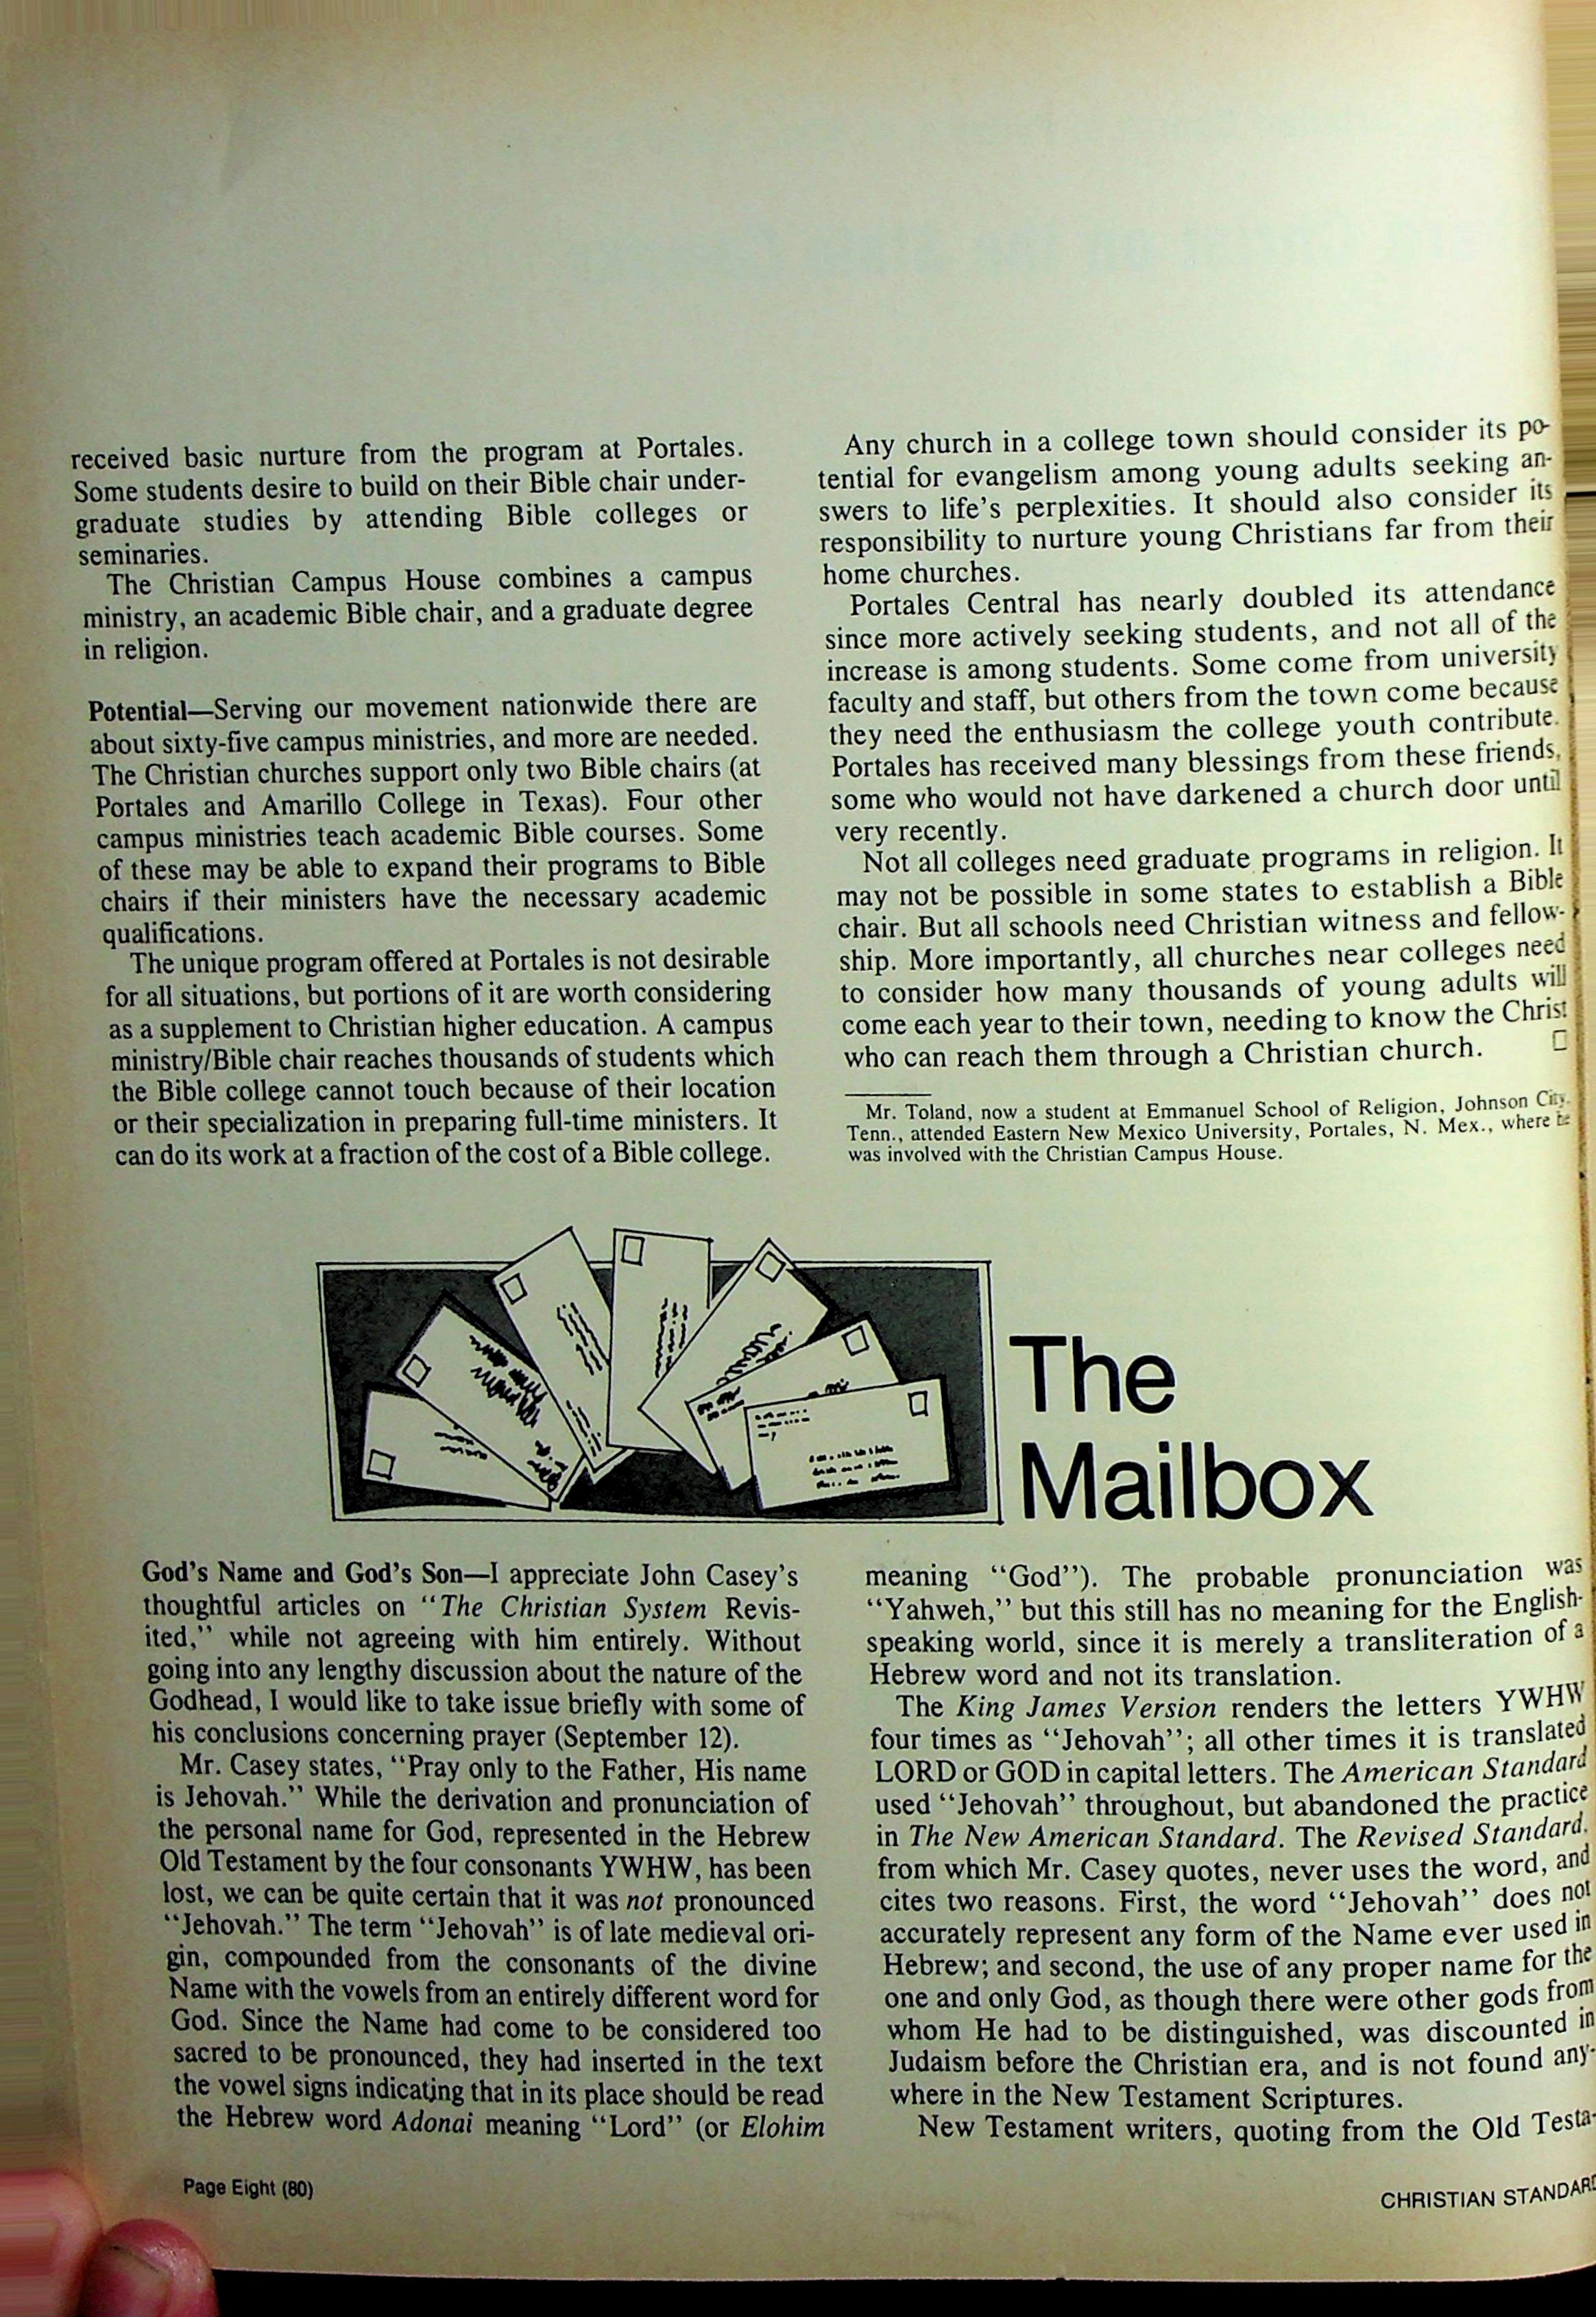 received basic nurture from the program at Portales.
Some students desire to build on their Bible chair under-
graduate studies by attending Bible colleges or
seminaries.
The Christian Campus House combines a campus
ministry, an academic Bible chair, and a graduate degree
in religion.
Potential—Serving our movement nationwide there are
about sixty-five campus ministries, and more are needed.
The Christian churches support only two Bible chairs (at
Portales and Amarillo College in Texas). Four other
campus ministries teach academic Bible courses. Some
of these may be able to expand their programs to Bible
chairs if their ministers have the necessary academic
qualifications.
The unique program offered at Portales is not desirable
for all situations, but portions of it are worth considering
as a supplement to Christian higher education. A campus
ministry/Bible chair reaches thousands of students which
the Bible college cannot touch because of their location
or their specialization in preparing full-time ministers. It
can do its work at a fraction of the cost of a Bible college.
Any church in a college town should consider its po-
tential for evangelism among young adults seeking an-
swers to life's perplexities. It should also consider its
responsibility to nurture young Christians far from their
home churches.
Portales Central has nearly doubled its attendance
since more actively seeking students, and not all of the
increase is among students. Some come from university
faculty and staff, but others from the town come because
they need the enthusiasm the college youth contribute.
Portales has received many blessings from these friends,
some who would not have darkened a church door until
very recently.
Not all colleges need graduate programs in religion. It
may not be possible in some states to establish a Bible
chair. But all schools need Christian witness and fellow-
ship. More importantly, all churches near colleges need
to consider how many thousands of young adults will
come each year to their town, needing to know the Christ
who can reach them through a Christian church. □
Mr. Toland, now a student at Emmanuel School of Religion, Johnson City,
Tenn., attended Eastern New Mexico University, Portales, N. Mex., where he
was involved with the Christian Campus House.
The
Mailbox
God's Name and God's Son—I appreciate John Casey's
thoughtful articles on "The Christian System Revis-
ited," while not agreeing with him entirely. Without
going into any lengthy discussion about the nature of the
Godhead, I would like to take issue briefly with some of
his conclusions concerning prayer (September 12).
Mr. Casey states, "Pray only to the Father, His name
is Jehovah." While the derivation and pronunciation of
the personal name for God, represented in the Hebrew
Old Testament by the four consonants YWHW, has been
lost, we can be quite certain that it was not pronounced
"Jehovah." The term "Jehovah" is of late medieval ori-
gin, compounded from the consonants of the divine
Name with the vowels from an entirely different word for
God. Since the Name had come to be considered too
sacred to be pronounced, they had inserted in the text
the vowel signs indicating that in its place should be read
the Hebrew word Adonai meaning "Lord" (or Elohim
meaning "God"). The probable pronunciation was
"Yahweh," but this still has no meaning for the English-
speaking world, since it is merely a transliteration of a
Hebrew word and not its translation.
The King James Version renders the letters YWHW
four times as "Jehovah"; all other times it is translated
LORD or GOD in capital letters. The American Standard
used "Jehovah" throughout, but abandoned the practice
in The New American Standard. The Revised Standard,
from which Mr. Casey quotes, never uses the word, and
cites two reasons. First, the word "Jehovah" does not
accurately represent any form of the Name ever used in
Hebrew; and second, the use of any proper name for the
one and only God, as though there were other gods from
whom He had to be distinguished, was discounted in
Judaism before the Christian era, and is not found any-
where in the New Testament Scriptures.
New Testament writers, quoting from the Old Testa-
Page Eight (80)
CHRISTIAN STANDARD